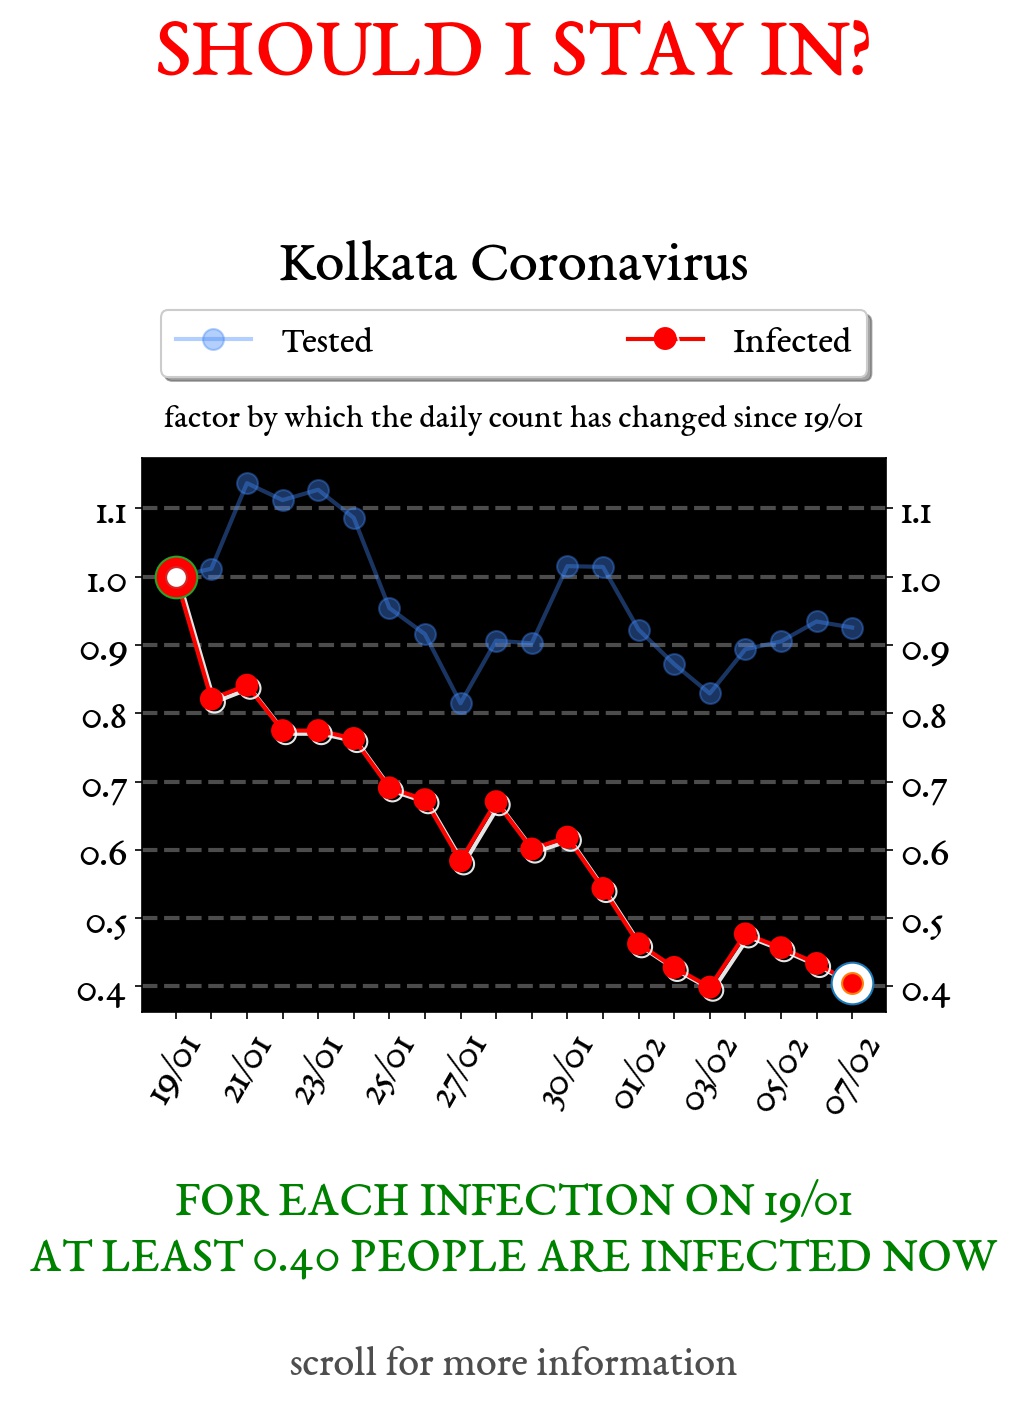 SHOULD I STAY IN?
Kolkata Coronavirus
Tested Infected
factor by which the daily count has changed since 19/01
1.1 1.1
1.0 1.0
0.9 0.9
0.8 0.8
0.7 0.7
0.6 0.6
0.5 0.5
0.4 0.4
19/01 21/01 23/01 25/01 27/01 30/01 01/02 03/02 05/02 07/02
FOR EACH INFECTION ON 19/01
AT LEAST 0.40 PEOPLE ARE INFECTED NOW
scroll for more information